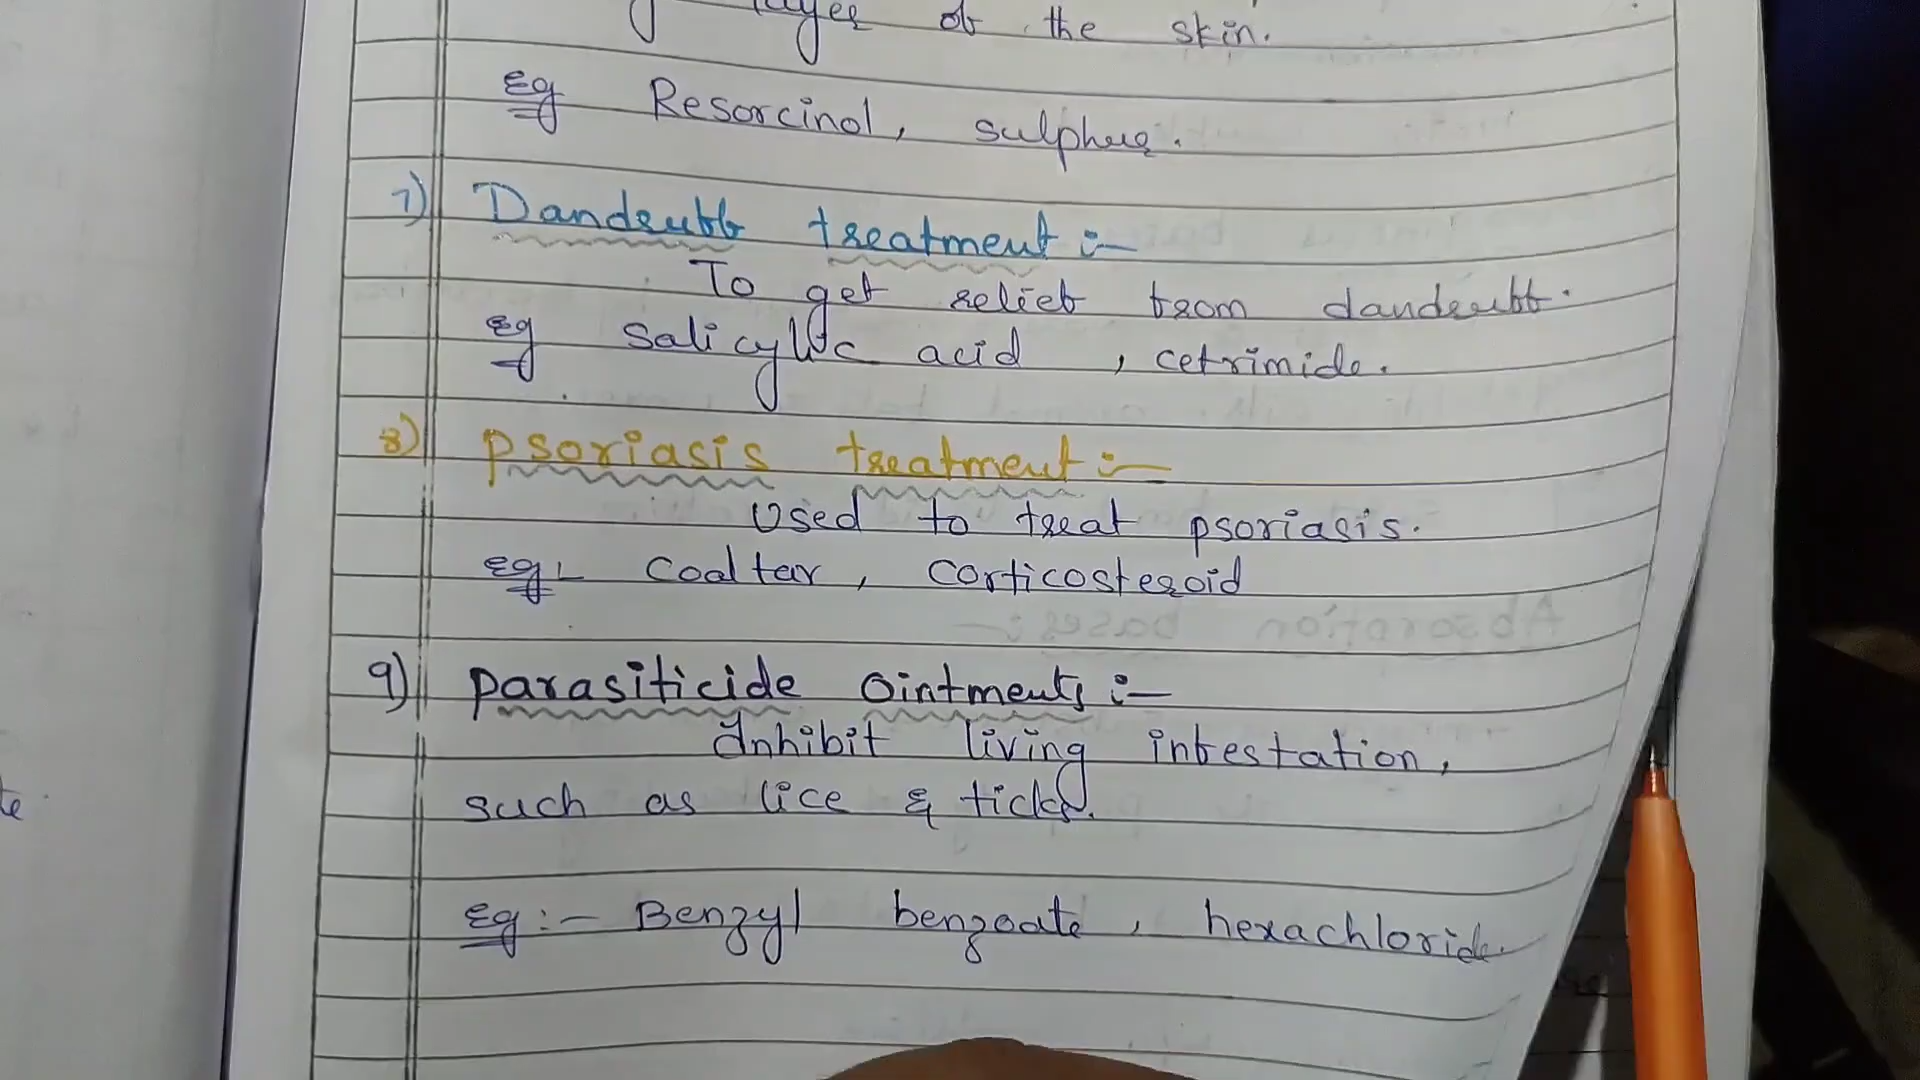 layer of the skin.
Eg Resorcinol, sulphur.
7) Dandruff treatment :-
To get relief from dandruff.
Eg Salicylic acid , cetrimide.
8) psoriasis treatment :-
Used to treat psoriasis.
Eg :- Coal tar , Corticosteroid
9) parasiticide Ointments :-
Inhibit living infestation,
such as lice & ticks.
Eg :- Benzyl benzoate , hexachloride.